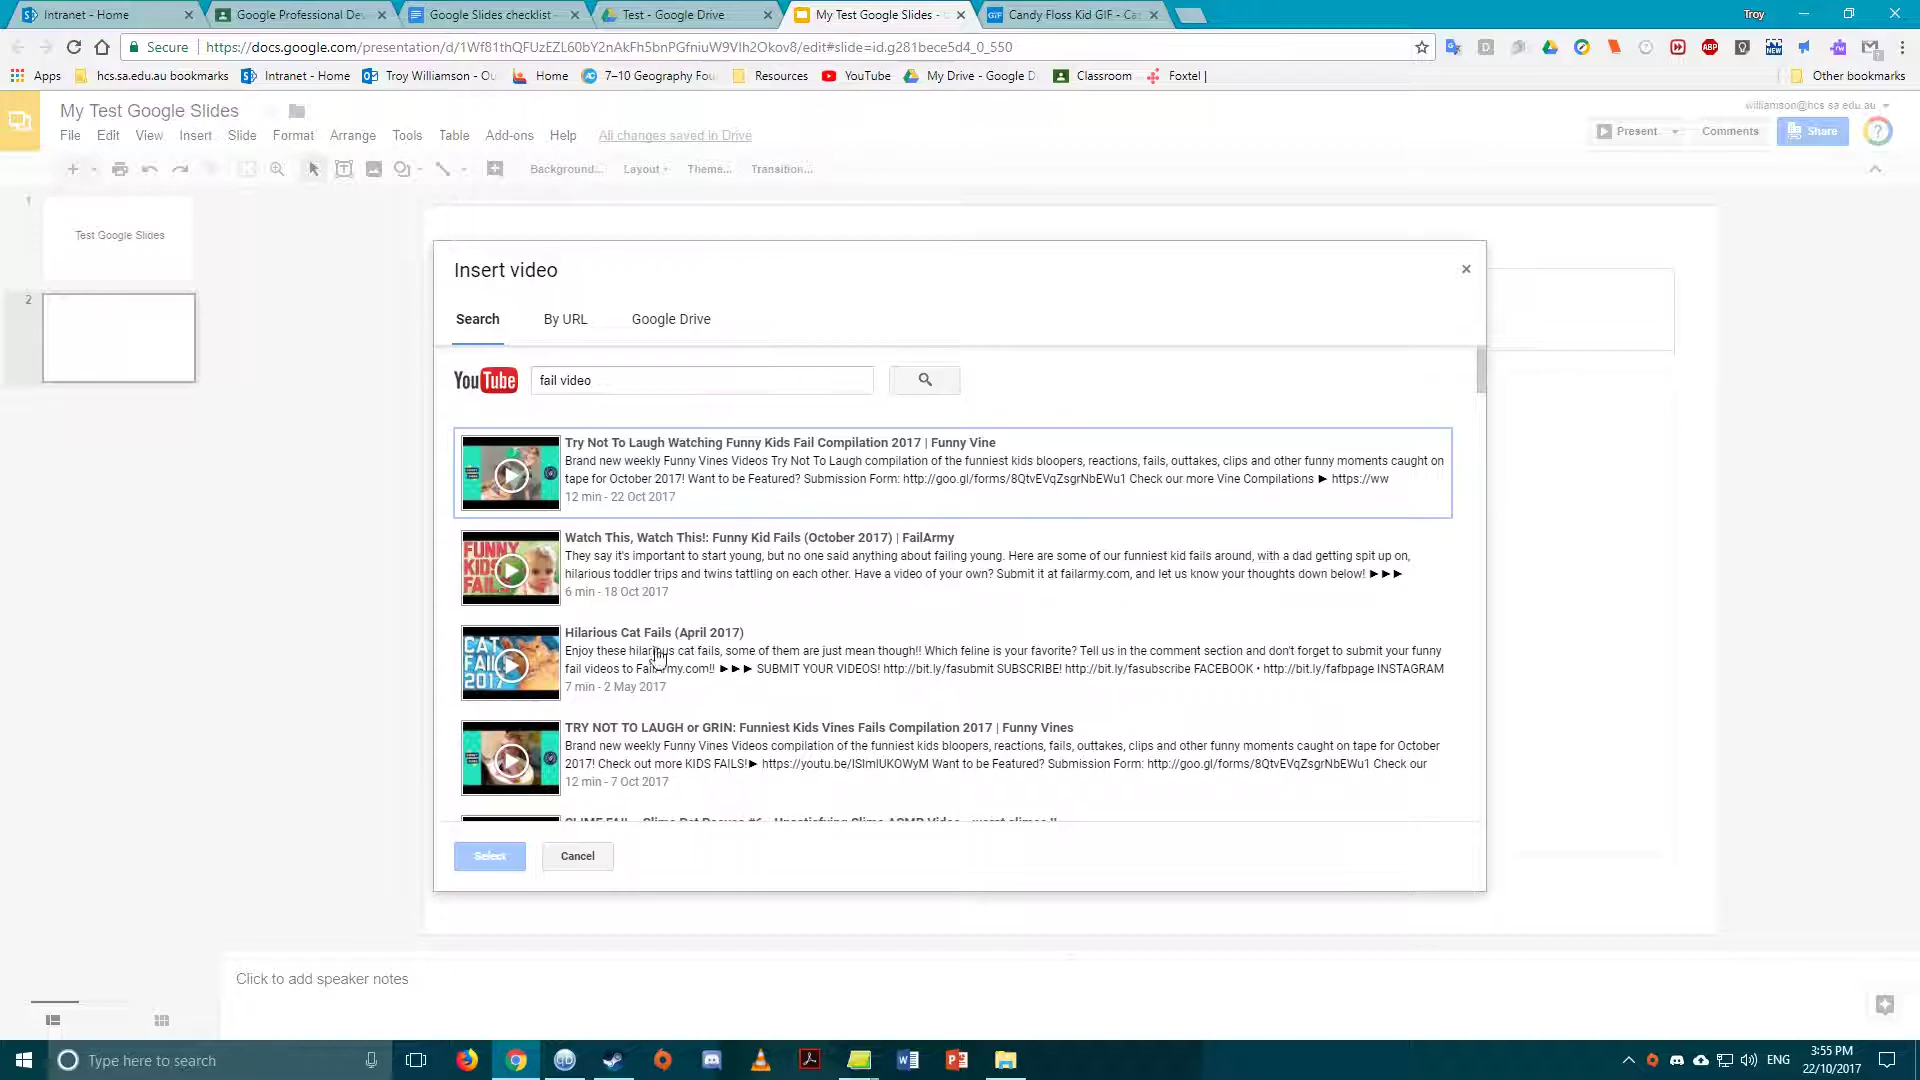 Intranet - Home
Google Professional De
Google Slides checklist -
Test - Google Drive
My Test Google Slides -
Candy Floss Kid GIF - Ca
Troy
Secure
https://docs.google.com/presentation/d/1Wf81thQFUzEZL60bY2nAkFh5bnPGfniuW9VIh2Okov8/edit#slide=id.g281bece5d4_0_550
Apps
hcs.sa.edu.au bookmarks
Intranet - Home
Troy Williamson - Ou
Home
7–10 Geography Fou
Resources
YouTube
My Drive - Google D
Classroom
Foxtel |
Other bookmarks
My Test Google Slides
williamson@hcs.sa.edu.au
File Edit View Insert Slide Format Arrange Tools Table Add-ons Help
All changes saved in Drive
Present
Comments
Share
Background...
Layout
Theme...
Transition...
1
Test Google Slides
2
Insert video
Search
By URL
Google Drive
YouTube
fail video
Try Not To Laugh Watching Funny Kids Fail Compilation 2017 | Funny Vine
Brand new weekly Funny Vines Videos Try Not To Laugh compilation of the funniest kids bloopers, reactions, fails, outtakes, clips and other funny moments caught on
tape for October 2017! Want to be Featured? Submission Form: http://goo.gl/forms/8QtvEVqZsgrNbEWu1 Check our more Vine Compilations ► https://ww
12 min - 22 Oct 2017
FUNNY KIDS FAILS
Watch This, Watch This!: Funny Kid Fails (October 2017) | FailArmy
They say it's important to start young, but no one said anything about failing young. Here are some of our funniest kid fails around, with a dad getting spit up on,
hilarious toddler trips and twins tattling on each other. Have a video of your own? Submit it at failarmy.com, and let us know your thoughts down below! ►►►
6 min - 18 Oct 2017
CAT FAILS 2017
Hilarious Cat Fails (April 2017)
Enjoy these hilarious cat fails, some of them are just mean though!! Which feline is your favorite? Tell us in the comment section and don't forget to submit your funny
fail videos to FailArmy.com!! ►►► SUBMIT YOUR VIDEOS! http://bit.ly/fasubmit SUBSCRIBE! http://bit.ly/fasubscribe FACEBOOK • http://bit.ly/fafbpage INSTAGRAM
7 min - 2 May 2017
TRY NOT TO LAUGH or GRIN: Funniest Kids Vines Fails Compilation 2017 | Funny Vines
Brand new weekly Funny Vines Videos compilation of the funniest kids bloopers, reactions, fails, outtakes, clips and other funny moments caught on tape for October
2017! Check out more KIDS FAILS!► https://youtu.be/ISImIUKOWyM Want to be Featured? Submission Form: http://goo.gl/forms/8QtvEVqZsgrNbEWu1 Check our
12 min - 7 Oct 2017
Select
Cancel
Click to add speaker notes
Type here to search
ENG
3:55 PM
22/10/2017